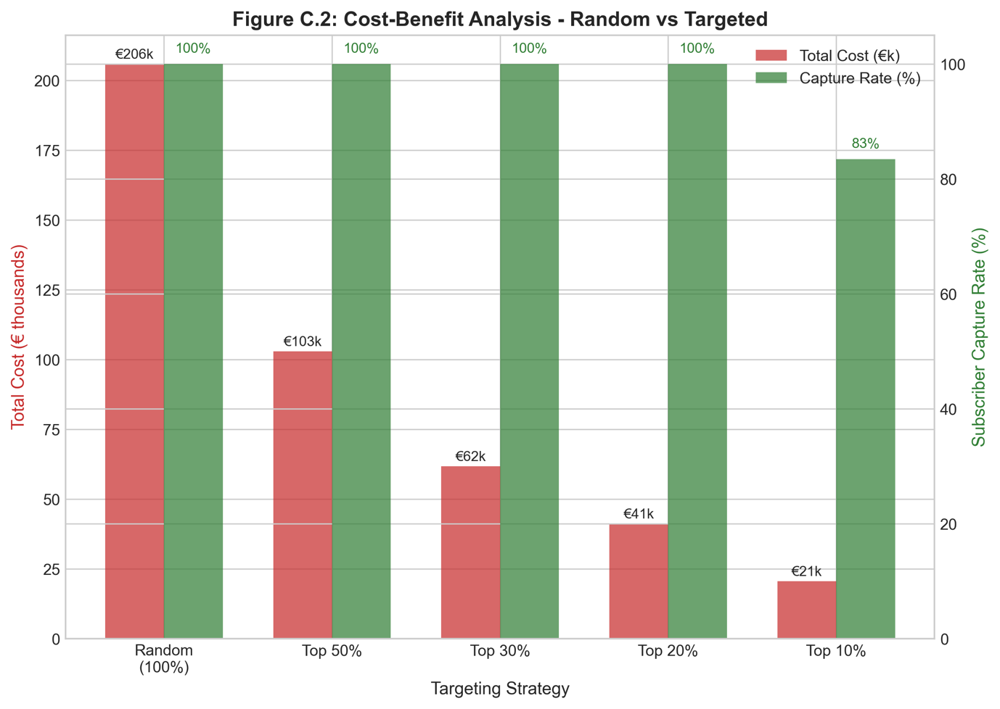 Figure C.2: Cost-Benefit Analysis - Random vs Targeted
Total Cost (€k)
Capture Rate (%)
€206k
100%
100%
100%
100%
83%
€103k
€62k
€41k
€21k
200
175
150
125
100
75
50
25
0
100
80
60
40
20
0
Total Cost (€ thousands)
Subscriber Capture Rate (%)
Random
(100%)
Top 50%
Top 30%
Top 20%
Top 10%
Targeting Strategy